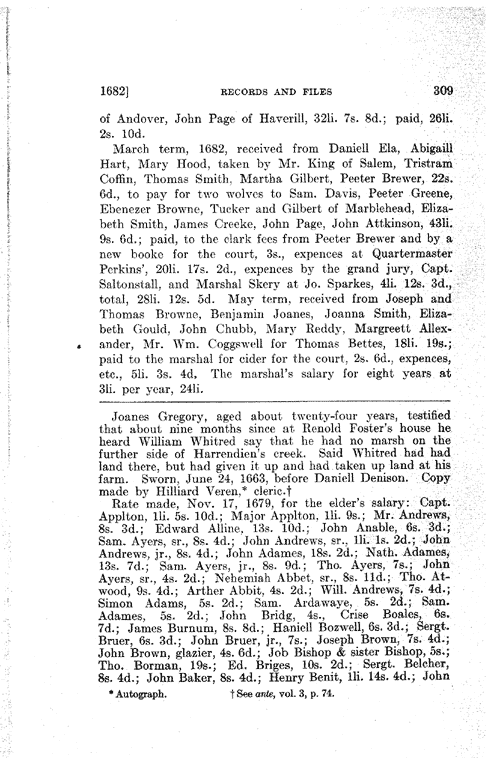 1682] RECORDS AND FILES 309
of Andover, John Page of Haverill, 32li. 7s. 8d.; paid, 26li.
2s. 10d.
March term, 1682, received from Daniell Ela, Abigaill
Hart, Mary Hood, taken by Mr. King of Salem, Tristram
Coffin, Thomas Smith, Martha Gilbert, Peeter Brewer, 22s.
6d., to pay for two wolves to Sam. Davis, Peeter Greene,
Ebenezer Browne, Tucker and Gilbert of Marblehead, Eliza-
beth Smith, James Creeke, John Page, John Attkinson, 43li.
9s. 6d.; paid, to the clark fees from Peeter Brewer and by a
new booke for the court, 3s., expences at Quartermaster
Perkins', 20li. 17s. 2d., expences by the grand jury, Capt.
Saltonstall, and Marshal Skery at Jo. Sparkes, 4li. 12s. 3d.,
total, 28li. 12s. 5d. May term, received from Joseph and
Thomas Browne, Benjamin Joanes, Joanna Smith, Eliza-
beth Gould, John Chubb, Mary Reddy, Margreett Allex-
ander, Mr. Wm. Coggswell for Thomas Bettes, 18li. 19s.;
paid to the marshal for cider for the court, 2s. 6d., expences,
etc., 5li. 3s. 4d. The marshal's salary for eight years at
3li. per year, 24li.
Joanes Gregory, aged about twenty-four years, testified
that about nine months since at Renold Foster's house he
heard William Whitred say that he had no marsh on the
further side of Harrendien's creek. Said Whitred had had
land there, but had given it up and had taken up land at his
farm. Sworn, June 24, 1663, before Daniell Denison. Copy
made by Hilliard Veren,* cleric.†
Rate made, Nov. 17, 1679, for the elder's salary: Capt.
Applton, 1li. 5s. 10d.; Major Applton, 1li. 9s.; Mr. Andrews,
8s. 3d.; Edward Alline, 13s. 10d.; John Anable, 6s. 3d.;
Sam. Ayers, sr., 8s. 4d.; John Andrews, sr., 1li. 1s. 2d.; John
Andrews, jr., 8s. 4d.; John Adames, 18s. 2d.; Nath. Adames,
13s. 7d.; Sam. Ayers, jr., 8s. 9d.; Tho. Ayers, 7s.; John
Ayers, sr., 4s. 2d.; Nehemiah Abbet, sr., 8s. 11d.; Tho. At-
wood, 9s. 4d.; Arther Abbit, 4s. 2d.; Will. Andrews, 7s. 4d.;
Simon Adams, 5s. 2d.; Sam. Ardawaye, 5s. 2d.; Sam.
Adames, 5s. 2d.; John Bridg, 4s., Crise Boales, 6s.
7d.; James Burnum, 8s. 8d.; Haniell Bozwell, 6s. 3d.; Sergt.
Bruer, 6s. 3d.; John Bruer, jr., 7s.; Joseph Brown, 7s. 4d.;
John Brown, glazier, 4s. 6d.; Job Bishop & sister Bishop, 5s.;
Tho. Borman, 19s.; Ed. Briges, 10s. 2d.; Sergt. Belcher,
8s. 4d.; John Baker, 8s. 4d.; Henry Benit, 1li. 14s. 4d.; John
*Autograph. †See ante, vol. 3, p. 74.